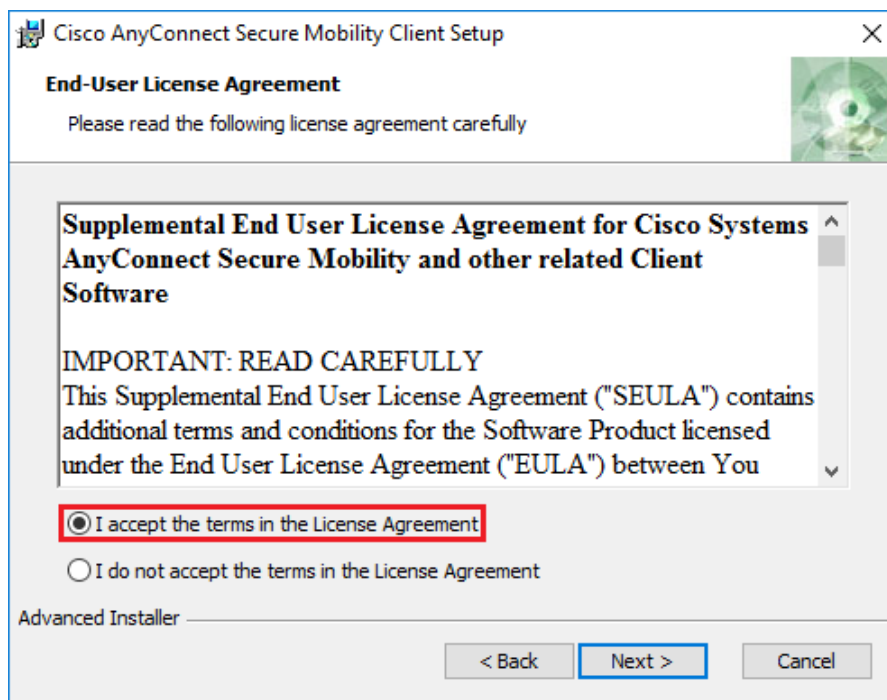 Cisco AnyConnect Secure Mobility Client Setup
End-User License Agreement
Please read the following license agreement carefully
Supplemental End User License Agreement for Cisco Systems
AnyConnect Secure Mobility and other related Client
Software
IMPORTANT: READ CAREFULLY
This Supplemental End User License Agreement ("SEULA") contains
additional terms and conditions for the Software Product licensed
under the End User License Agreement ("EULA") between You
I accept the terms in the License Agreement
I do not accept the terms in the License Agreement
Advanced Installer
< Back
Next >
Cancel